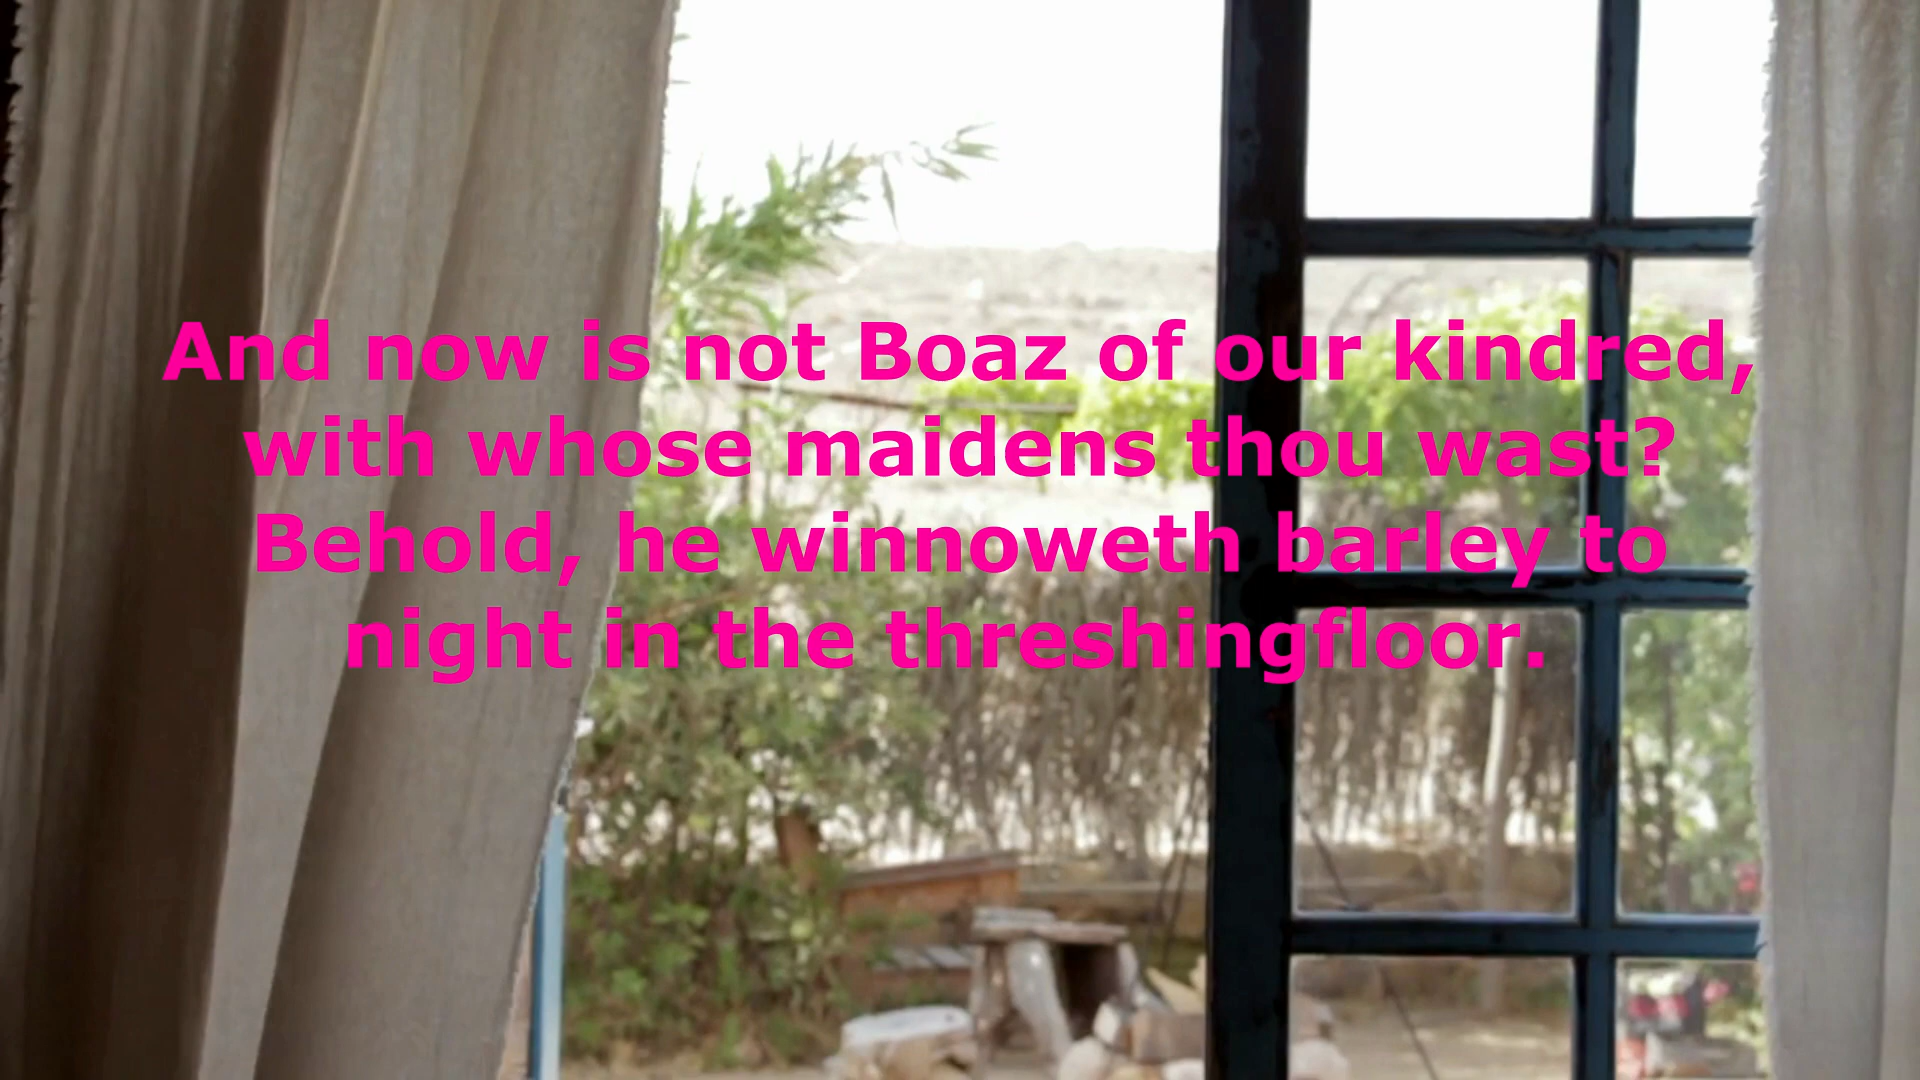 And now is not Boaz of our kindred,
with whose maidens thou wast?
Behold, he winnoweth barley to
night in the threshingfloor.